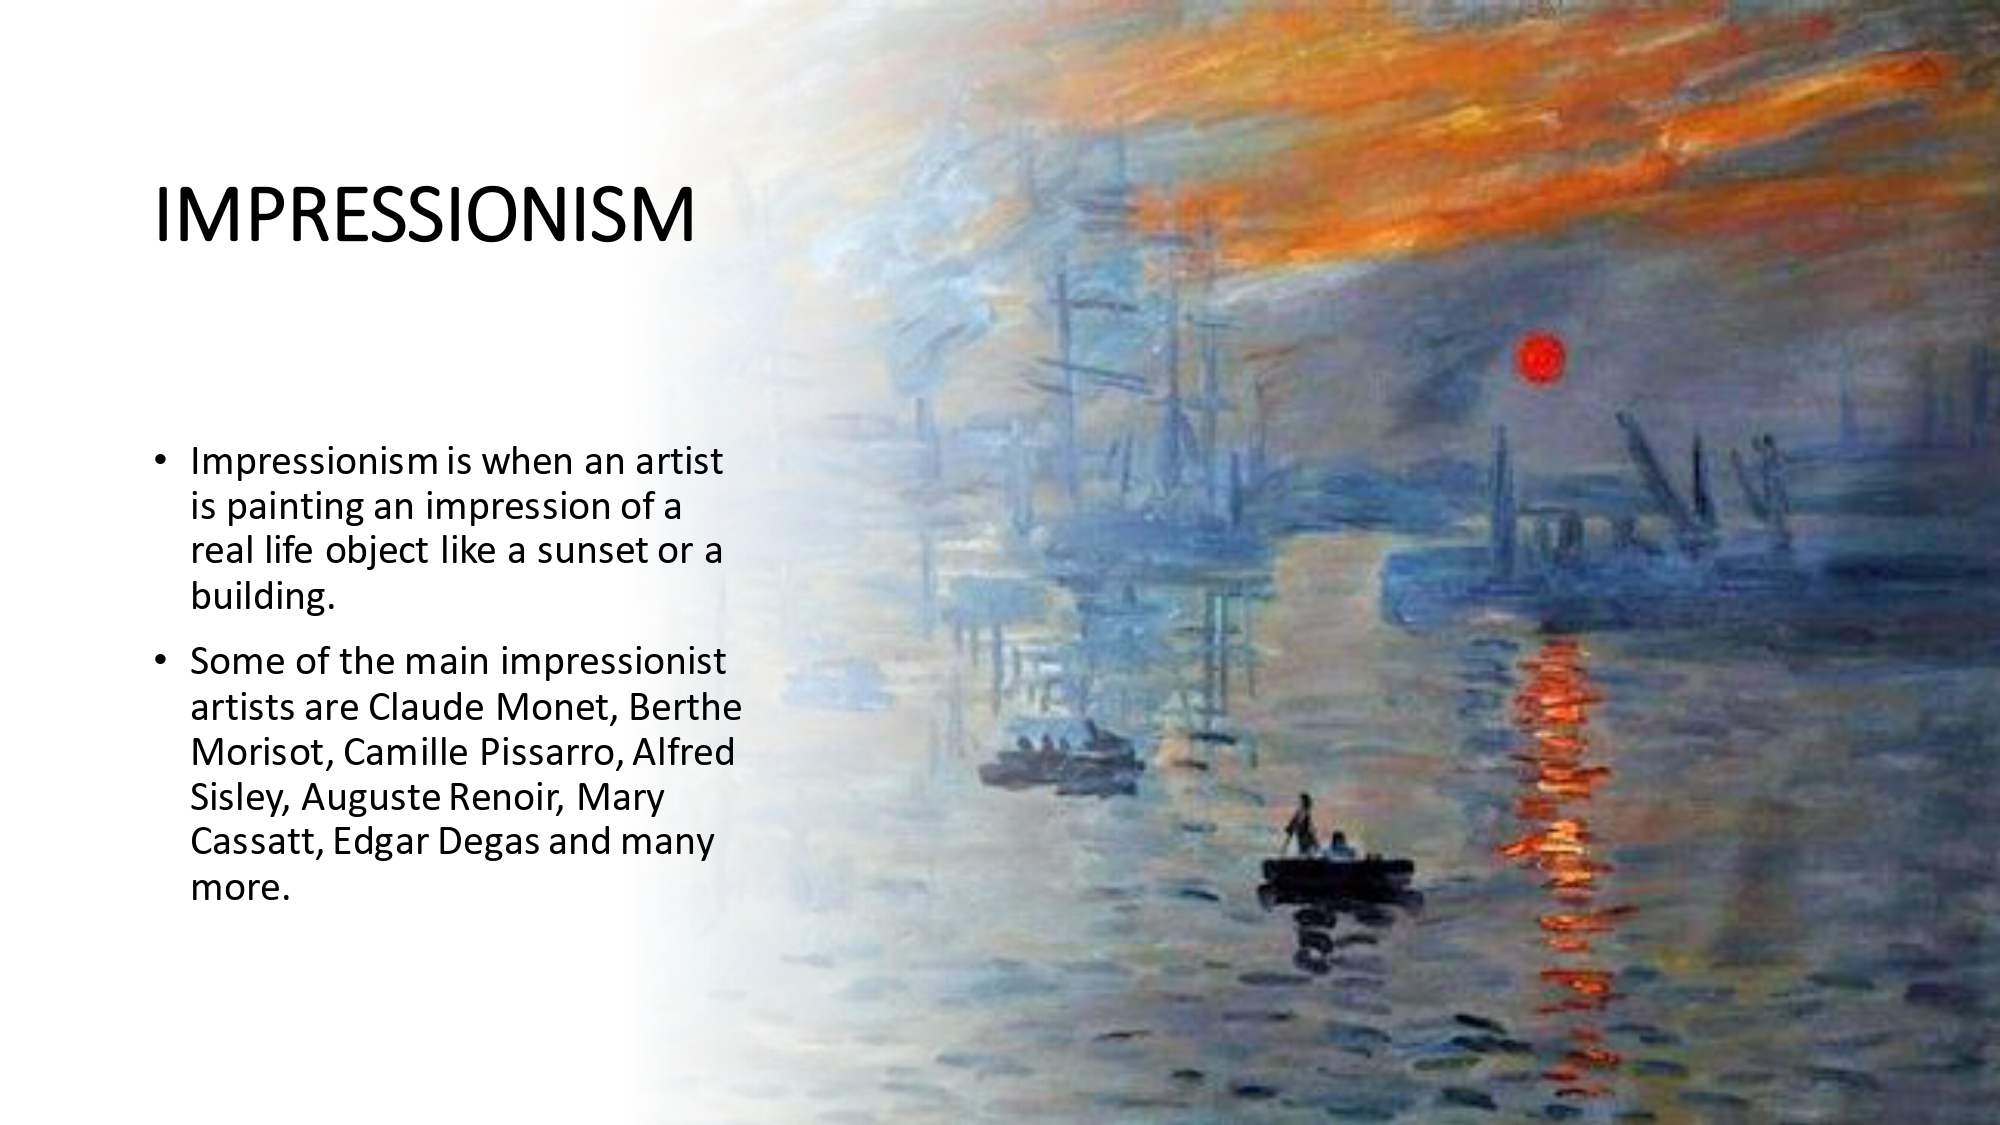 IMPRESSIONISM
• Impressionism is when an artist
is painting an impression of a
real life object like a sunset or a
building.
• Some of the main impressionist
artists are Claude Monet, Berthe
Morisot, Camille Pissarro, Alfred
Sisley, Auguste Renoir, Mary
Cassatt, Edgar Degas and many
more.